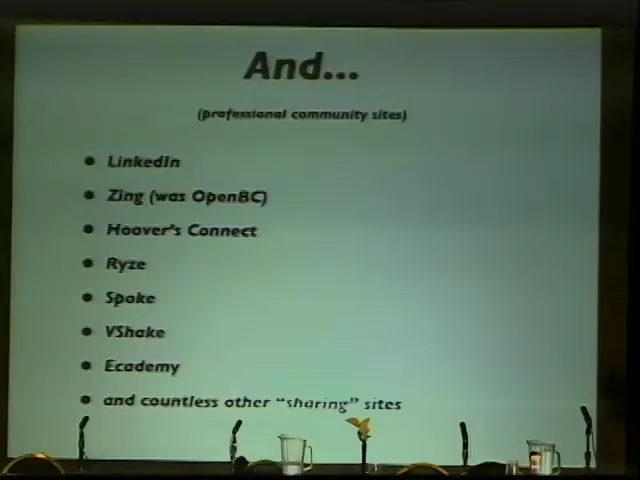 And...
(professional community sites)
• LinkedIn
• Zing (was OpenBC)
• Hoover's Connect
• Ryze
• Spoke
• VShake
• Ecademy
• and countless other "sharing" sites